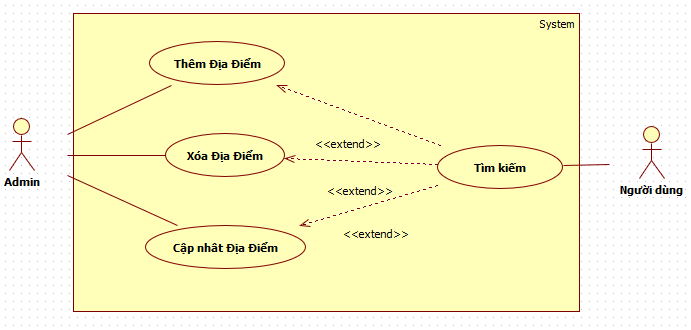 System
Thêm Địa Điểm
<<extend>>
Xóa Địa Điểm
Tìm kiếm
Admin
Người dùng
<<extend>>
<<extend>>
Cập nhât Địa Điểm